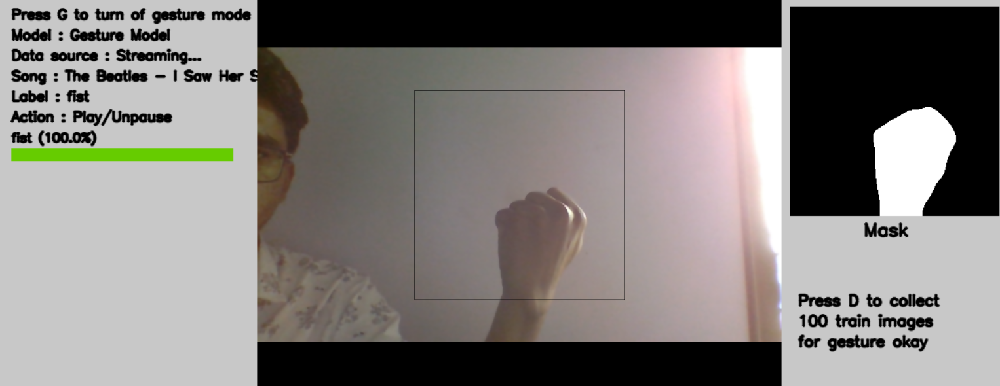 Press G to turn of gesture mode
Model : Gesture Model
Data source : Streaming...
Song : The Beatles - I Saw Her S
Label : fist
Action : Play/Unpause
fist (100.0%)
Mask
Press D to collect
100 train images
for gesture okay